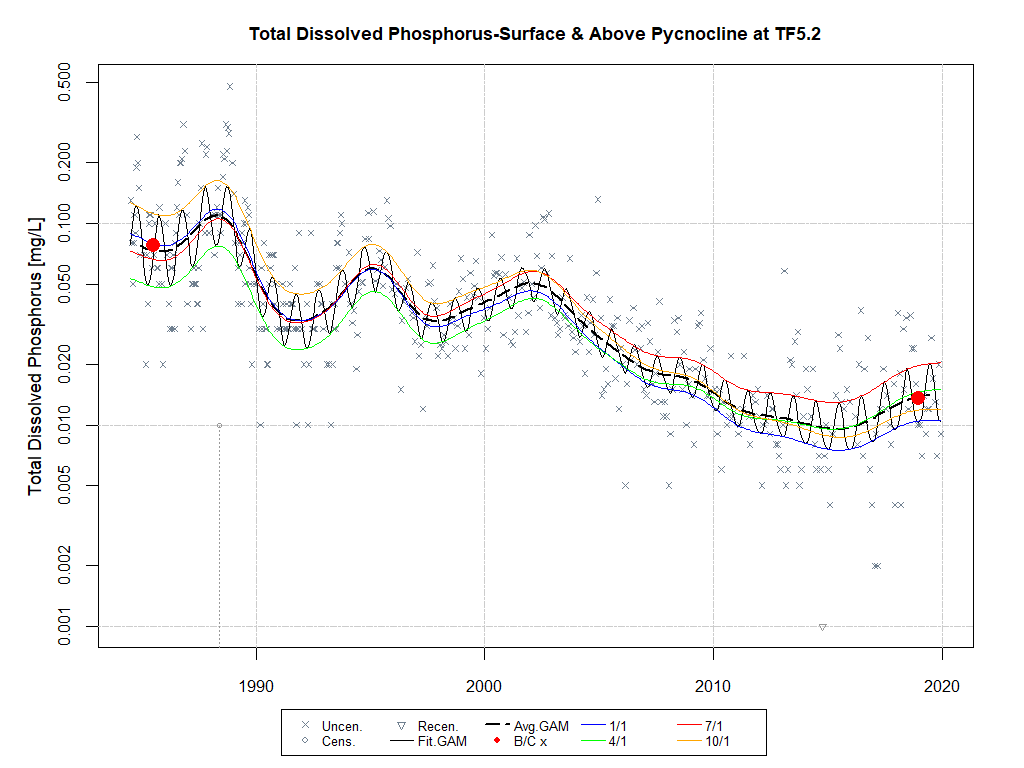 Total Dissolved Phosphorus-Surface & Above Pycnocline at TF5.2
Total Dissolved Phosphorus [mg/L]
0.500
0.200
0.100
0.050
0.020
0.010
0.005
0.002
0.001
1990 2000 2010 2020
Uncen. Recen. Avg.GAM 1/1 7/1
Cens. Fit.GAM B/C x 4/1 10/1